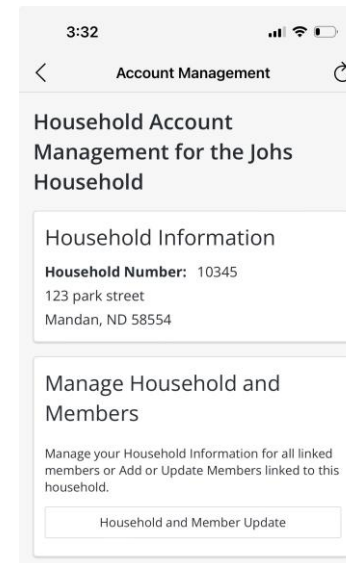 3:32
Account Management
Household Account
Management for the Johs
Household
Household Information
Household Number: 10345
123 park street
Mandan, ND 58554
Manage Household and
Members
Manage your Household Information for all linked
members or Add or Update Members linked to this
household.
Household and Member Update